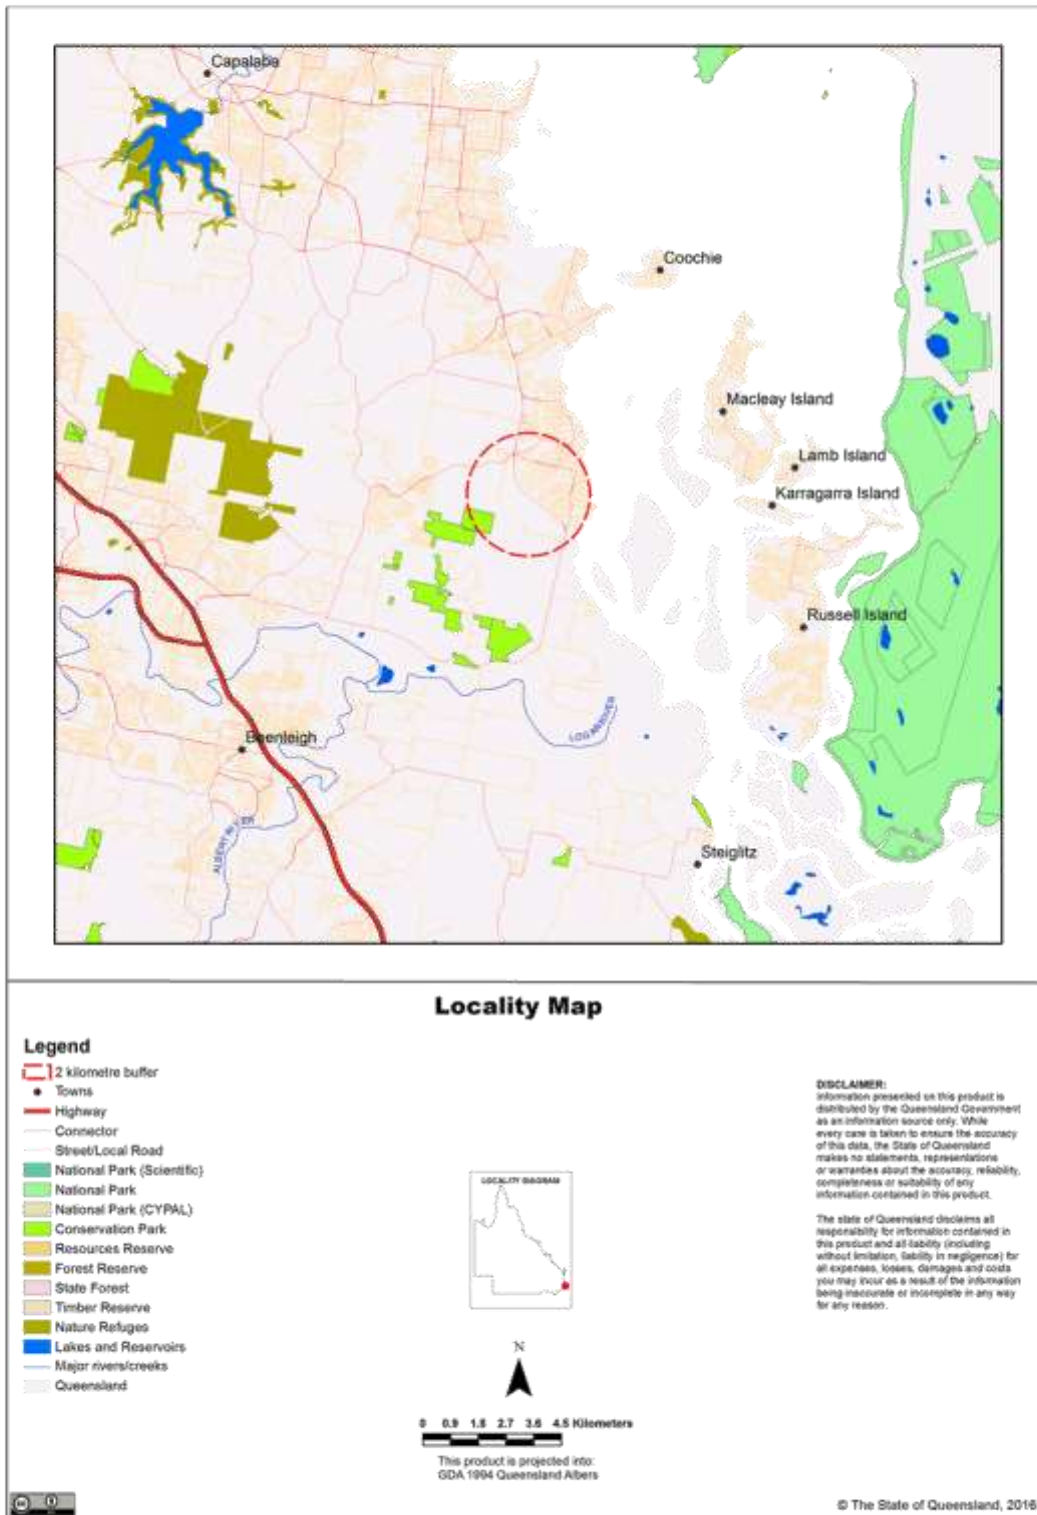 Capalaba
Coochie
Macleay Island
Lamb Island
Karragarra Island
Russell Island
LOGAN RIVER
Beenleigh
ALBERT RIVER
Steiglitz
Locality Map
Legend
2 kilometre buffer
Towns
Highway
Connector
Street/Local Road
National Park (Scientific)
National Park
National Park (CYPAL)
Conservation Park
Resources Reserve
Forest Reserve
State Forest
Timber Reserve
Nature Refuges
Lakes and Reservoirs
Major rivers/creeks
Queensland
LOCALITY DIAGRAM
N
0 0.9 1.8 2.7 3.6 4.5 Kilometers
This product is projected into:
GDA 1994 Queensland Albers
DISCLAIMER:
Information presented on this product is
distributed by the Queensland Government
as an information source only. While
every care is taken to ensure the accuracy
of this data, the State of Queensland
makes no statements, representations
or warranties about the accuracy, reliability,
completeness or suitability of any
information contained in this product.
The state of Queensland disclaims all
responsibility for information contained in
this product and all liability (including
without limitation, liability in negligence) for
all expenses, losses, damages and costs
you may incur as a result of the information
being inaccurate or incomplete in any way
for any reason.
cc
© The State of Queensland, 2016